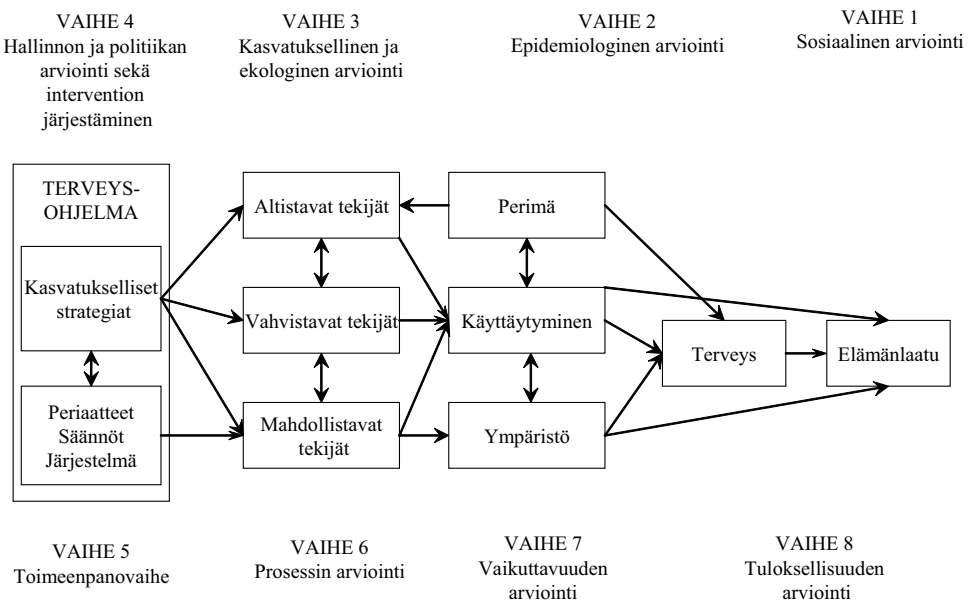 VAIHE 4
Hallinnon ja politiikan
arviointi sekä
intervention
järjestäminen
VAIHE 3
Kasvatuksellinen ja
ekologinen arviointi
VAIHE 2
Epidemiologinen arviointi
VAIHE 1
Sosiaalinen arviointi
TERVEYS-
OHJELMA
Kasvatukselliset
strategiat
Periaatteet
Säännöt
Järjestelmä
Altistavat tekijät
Vahvistavat tekijät
Mahdollistavat
tekijät
Perimä
Käyttäytyminen
Ympäristö
Terveys
Elämänlaatu
VAIHE 5
Toimeenpanovaihe
VAIHE 6
Prosessin arviointi
VAIHE 7
Vaikuttavuuden
arviointi
VAIHE 8
Tuloksellisuuden
arviointi